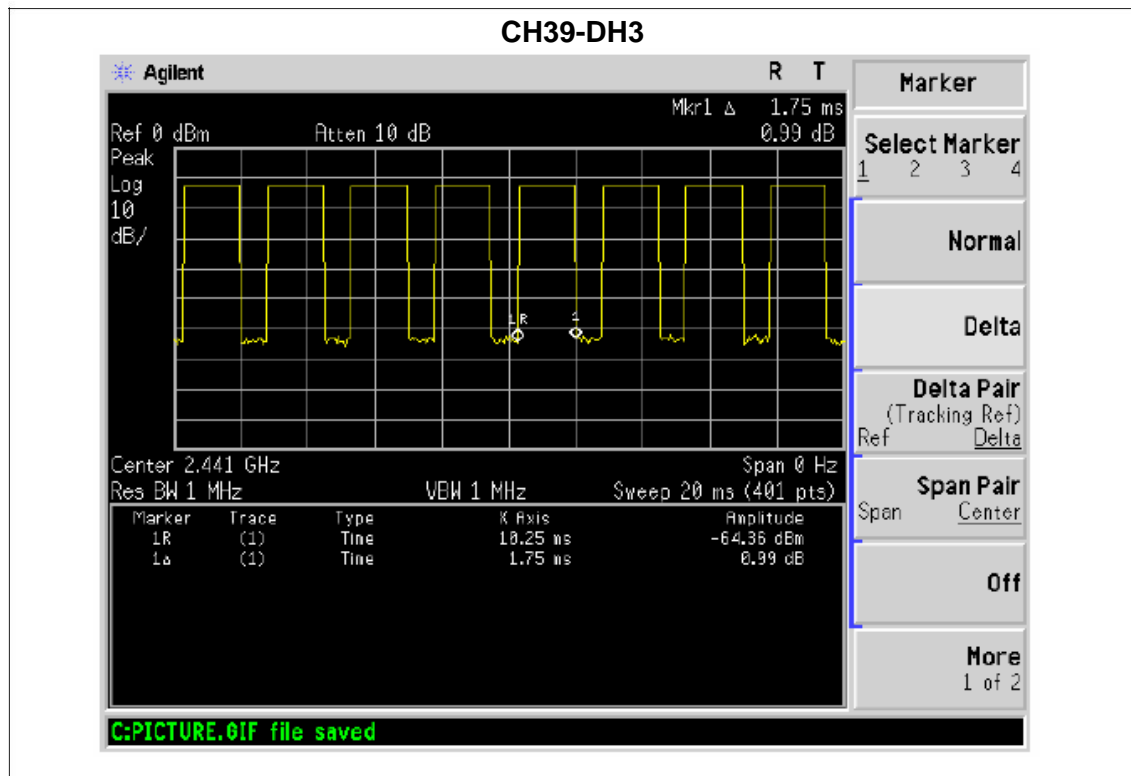 CH39-DH3
Agilent R T
Mkr1 Δ 1.75 ms
Ref 0 dBm Atten 10 dB 0.99 dB
Peak
Log
10
dB/
1R 1
Center 2.441 GHz Span 0 Hz
Res BW 1 MHz VBW 1 MHz Sweep 20 ms (401 pts)
Marker Trace Type X Axis Amplitude
1R (1) Time 10.25 ms -64.36 dBm
1Δ (1) Time 1.75 ms 0.99 dB
C:PICTURE.GIF file saved
Marker
Select Marker
1 2 3 4
Normal
Delta
Delta Pair
(Tracking Ref)
Ref Delta
Span Pair
Span Center
Off
More
1 of 2